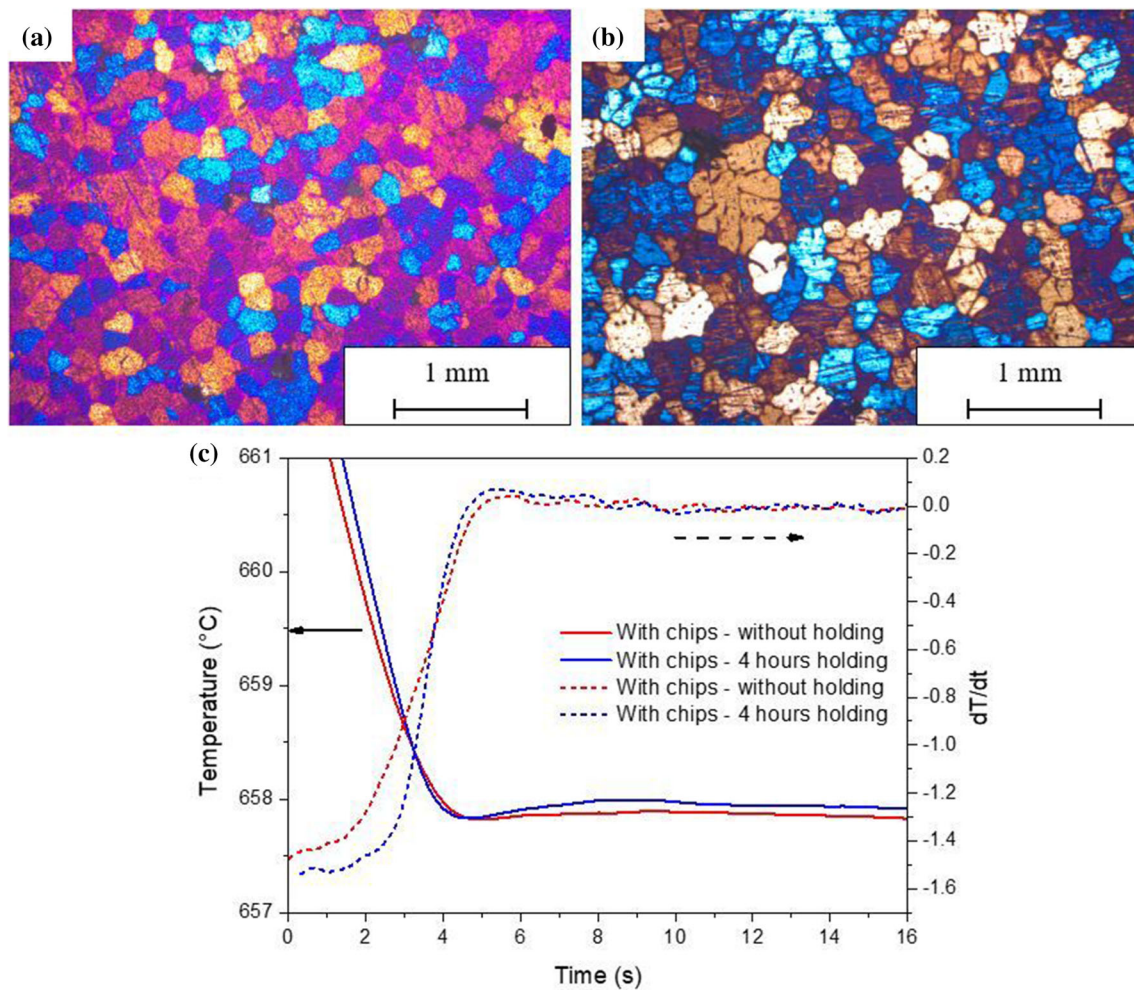 (a)
(b)
1 mm
1 mm
(c)
661
660
659
658
657
Temperature (°C)
0.2
0.0
-0.2
-0.4
-0.6
-0.8
-1.0
-1.2
-1.4
-1.6
dT/dt
With chips - without holding
With chips - 4 hours holding
With chips - without holding
With chips - 4 hours holding
0 2 4 6 8 10 12 14 16
Time (s)